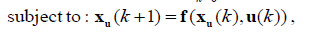 subject to : x_u (k +1) = f(x_u (k),u(k)) ,